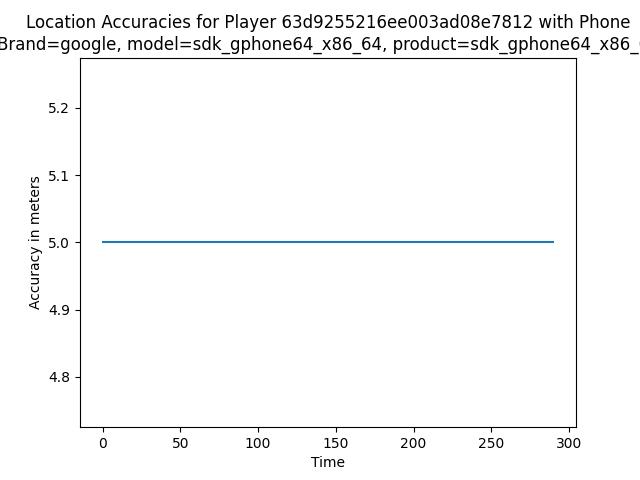 Location Accuracies for Player 63d9255216ee003ad08e7812 with Phone
Brand=google, model=sdk_gphone64_x86_64, product=sdk_gphone64_x86_
5.2
5.1
5.0
4.9
4.8
Accuracy in meters
0 50 100 150 200 250 300
Time